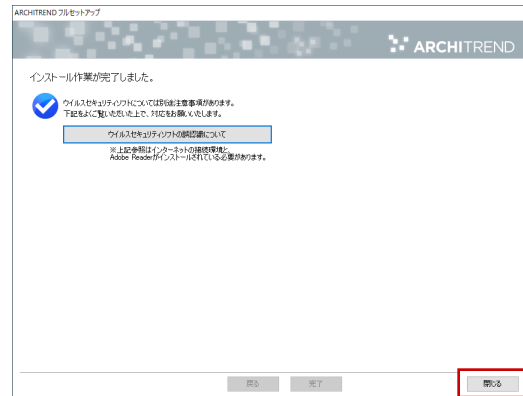 ARCHITREND フルセットアップ
ARCHITREND
インストール作業が完了しました。
ウイルスセキュリティソフトについては別途注意事項があります。
下記をよくご覧いただいた上で、対応をお願いいたします。
ウイルスセキュリティソフトの誤認識について
※上記参照はインターネットの接続環境と、
Adobe Readerがインストールされている必要があります。
戻る
完了
閉じる